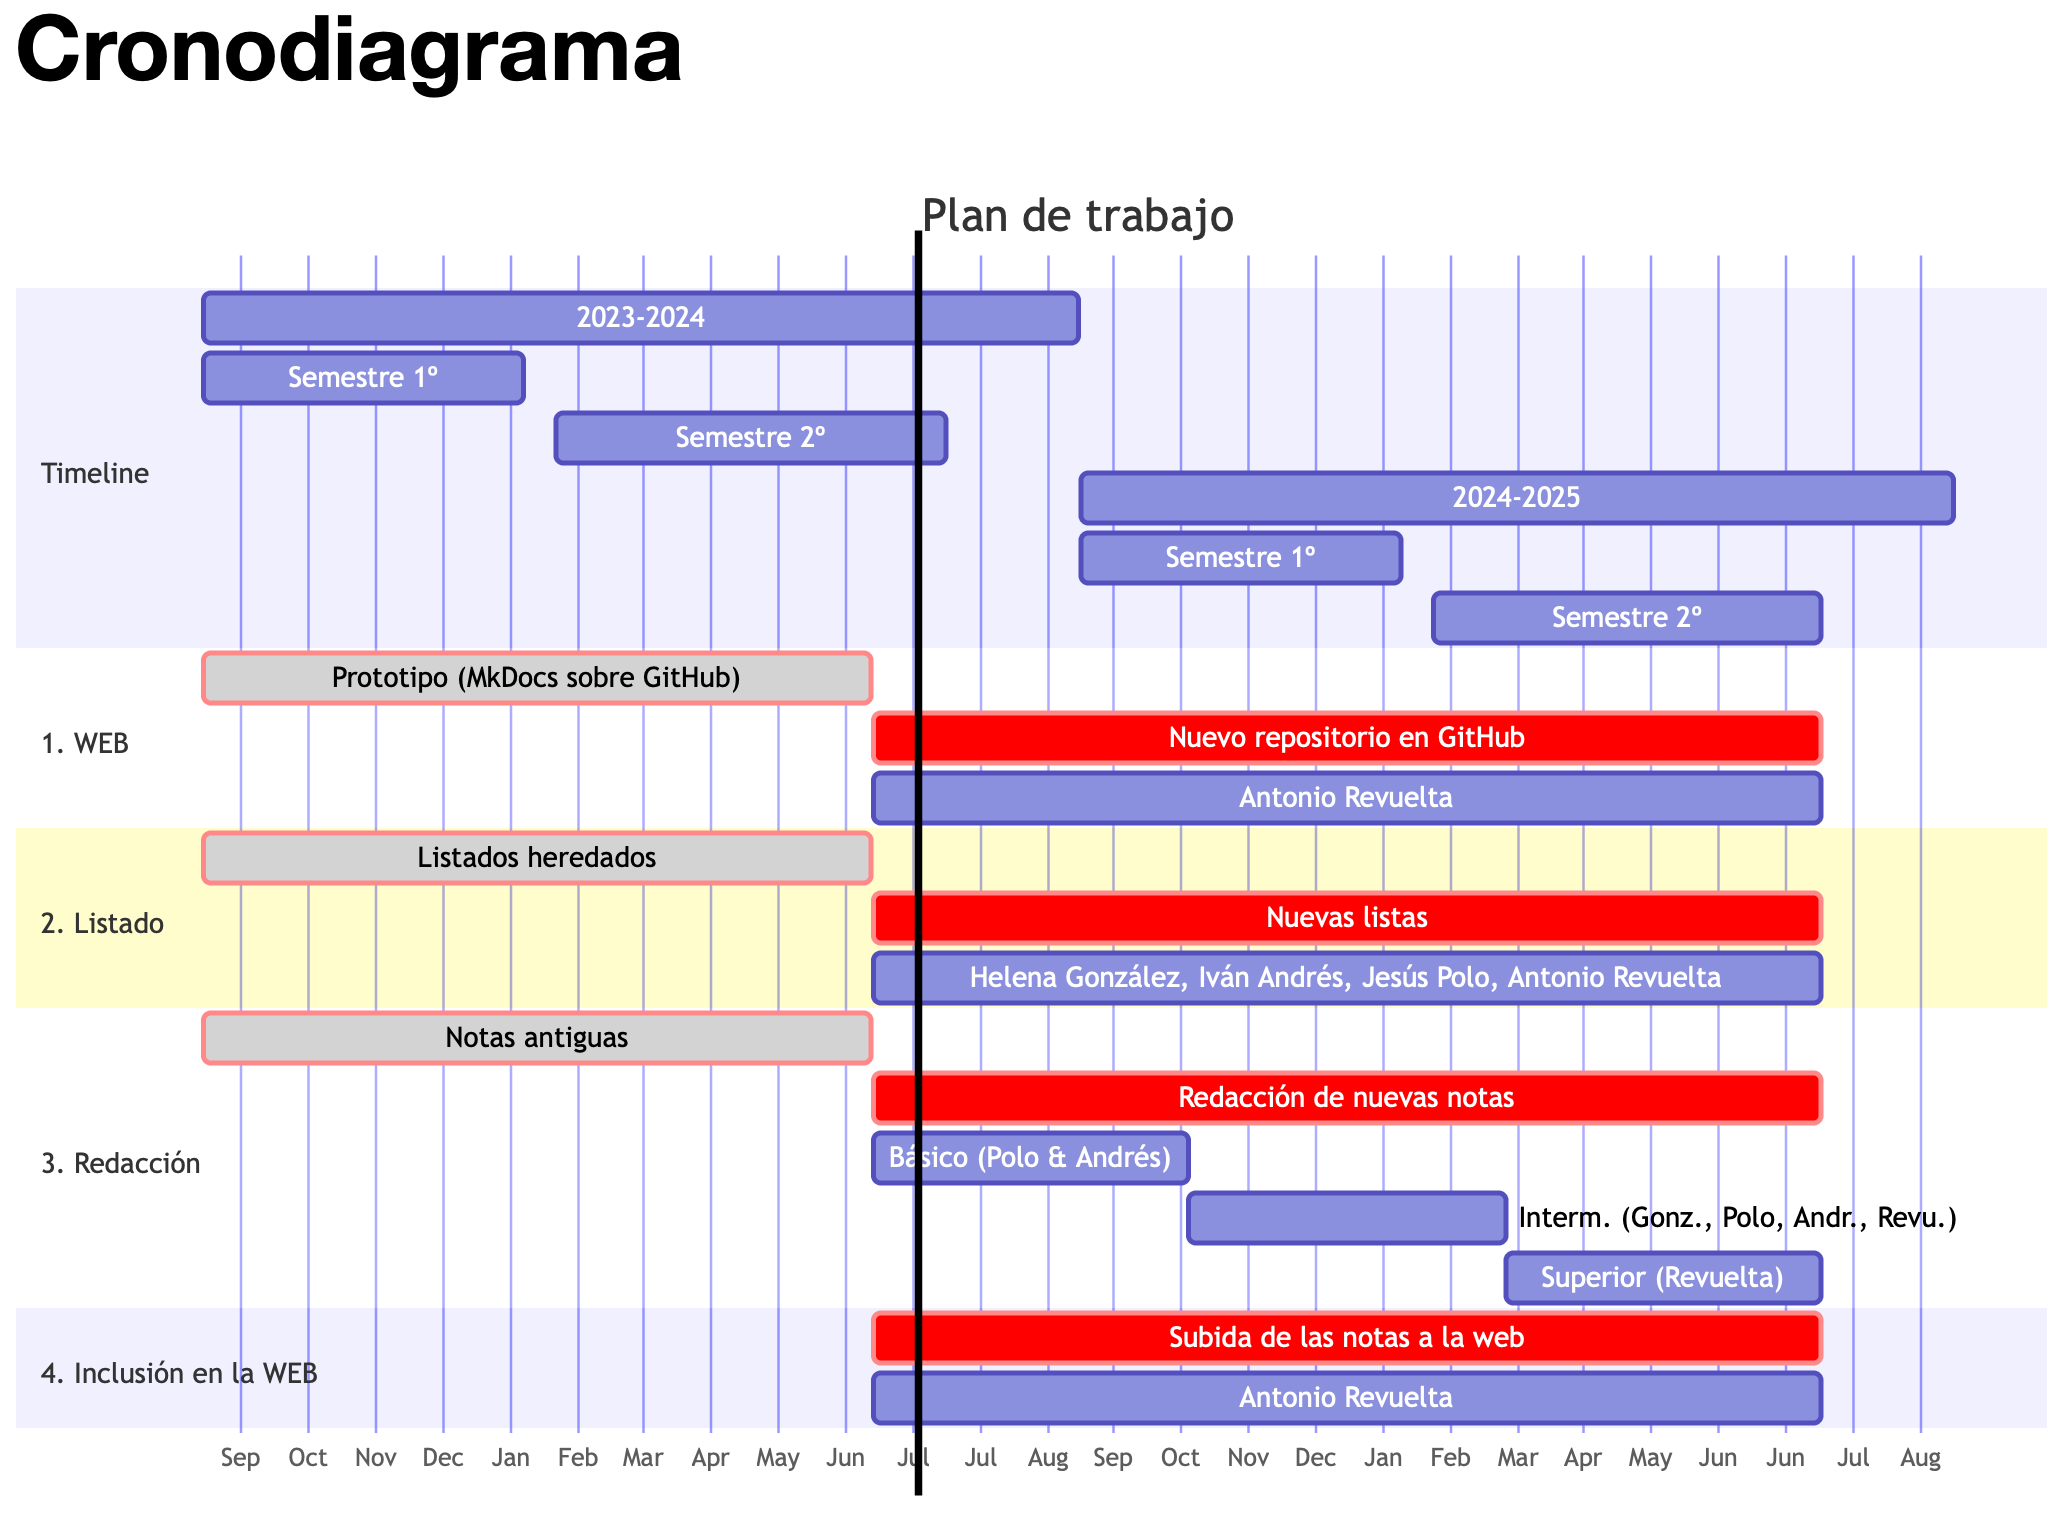 Cronodiagrama
Plan de trabajo
Timeline
2023-2024
Semestre 1º
Semestre 2º
2024-2025
Semestre 1º
Semestre 2º
1. WEB
Prototipo (MkDocs sobre GitHub)
Nuevo repositorio en GitHub
Antonio Revuelta
2. Listado
Listados heredados
Nuevas listas
Helena González, Iván Andrés, Jesús Polo, Antonio Revuelta
3. Redacción
Notas antiguas
Redacción de nuevas notas
Básico (Polo & Andrés)
Interm. (Gonz., Polo, Andr., Revu.)
Superior (Revuelta)
4. Inclusión en la WEB
Subida de las notas a la web
Antonio Revuelta
Sep Oct Nov Dec Jan Feb Mar Apr May Jun Jul Jul Aug Sep Oct Nov Dec Jan Feb Mar Apr May Jun Jun Jul Aug